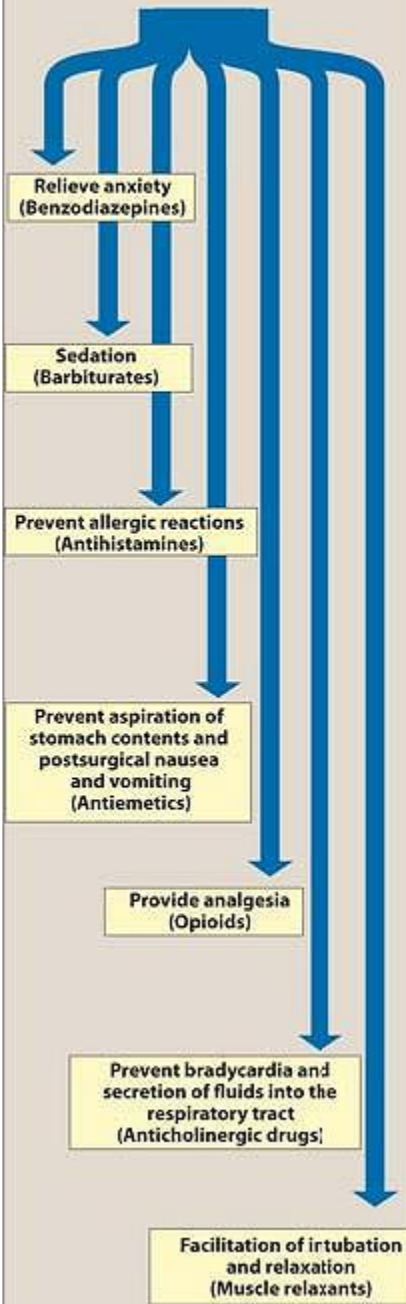 Relieve anxiety
(Benzodiazepines)
Sedation
(Barbiturates)
Prevent allergic reactions
(Antihistamines)
Prevent aspiration of
stomach contents and
postsurgical nausea
and vomiting
(Antiemetics)
Provide analgesia
(Opioids)
Prevent bradycardia and
secretion of fluids into the
respiratory tract
(Anticholinergic drugs)
Facilitation of intubation
and relaxation
(Muscle relaxants)